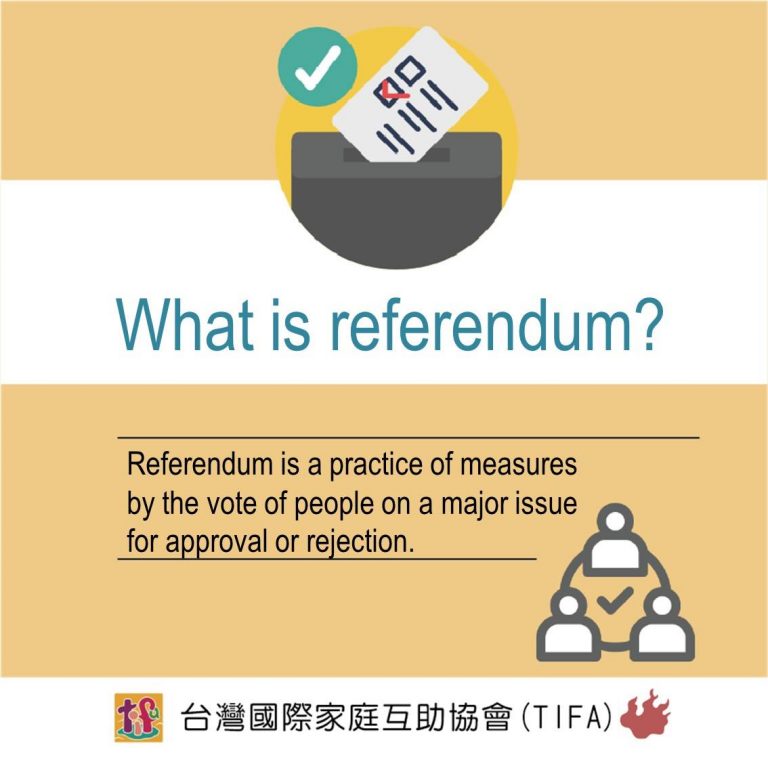 What is referendum?
Referendum is a practice of measures
by the vote of people on a major issue
for approval or rejection.
tifa
台灣國際家庭互助協會(TIFA)